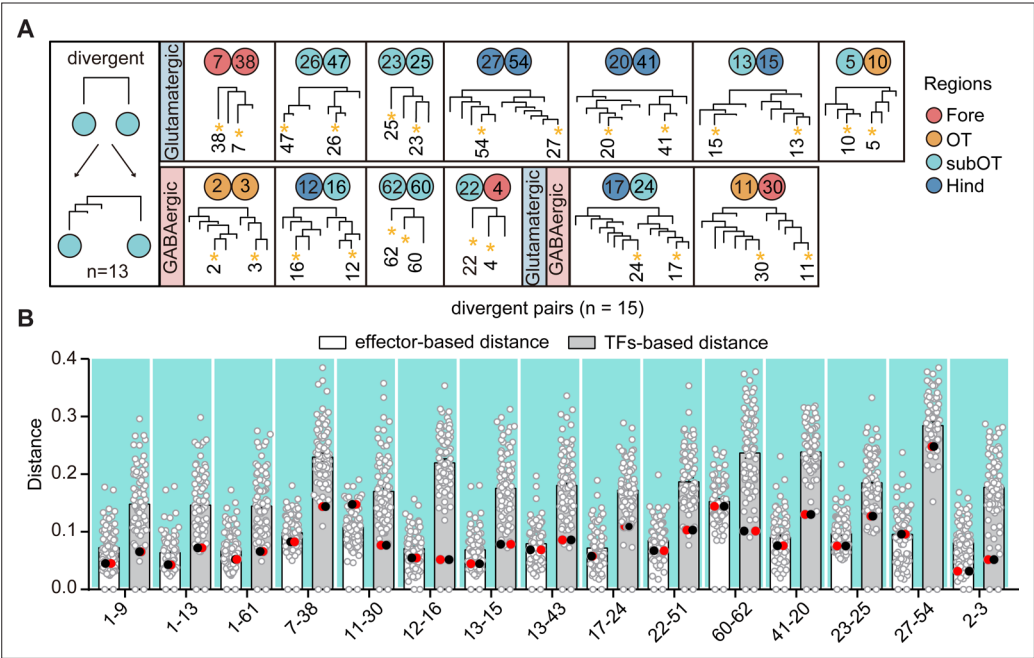 A
divergent
n=13
Glutamatergic
7 38
38 7
26 47
47 26
23 25
25 23
27 54
54 27
20 41
20 41
13 15
15 13
5 10
10 5
Regions
Fore
OT
subOT
Hind
GABAergic
2 3
2 3
12 16
16 12
62 60
62 60
22 4
22 4
Glutamatergic
GABAergic
17 24
24 17
11 30
30 11
B
divergent pairs (n = 15)
effector-based distance TFs-based distance
Distance
0.4
0.3
0.2
0.1
0.0
1-9 1-13 1-61 7-38 11-30 12-16 13-15 13-43 17-24 22-51 60-62 41-20 23-25 27-54 2-3